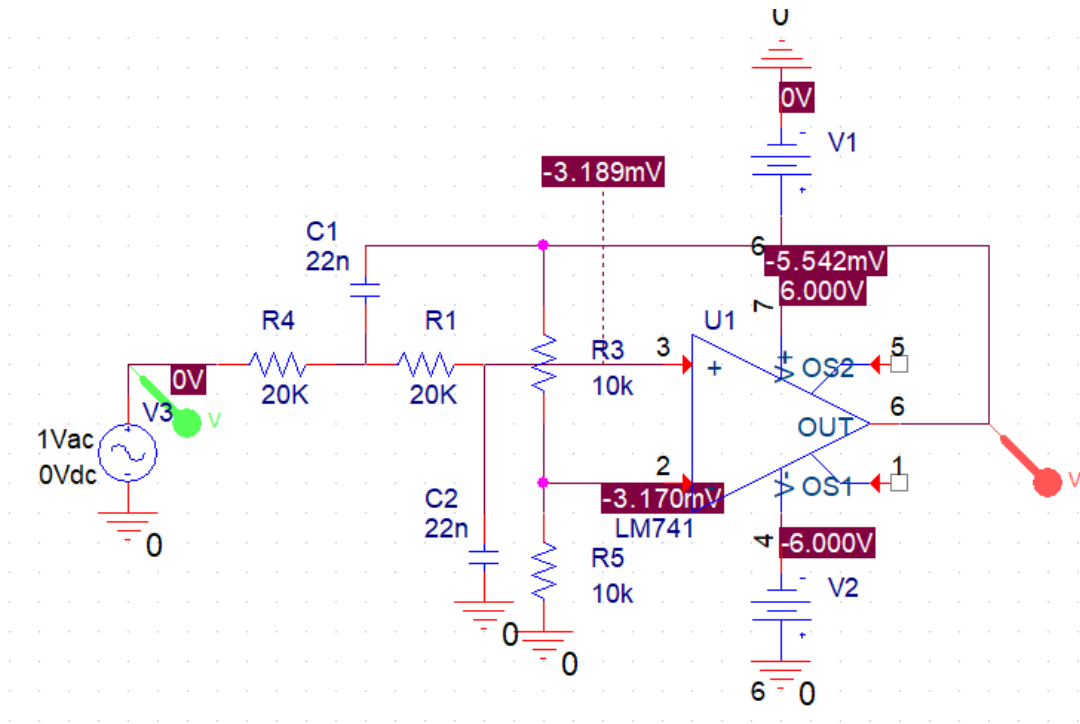 0
0V
V1
-3.189mV
C1
22n
6
-5.542mV
6.000V
7
R4
20K
R1
20K
U1
R3
10k
3
+
V+
OS2
5
0V
V3
V
1Vac
0Vdc
OUT
6
V
2
-3.170mV
LM741
V-
OS1
1
C2
22n
4
-6.000V
R5
10k
V2
0
0
0
6
0